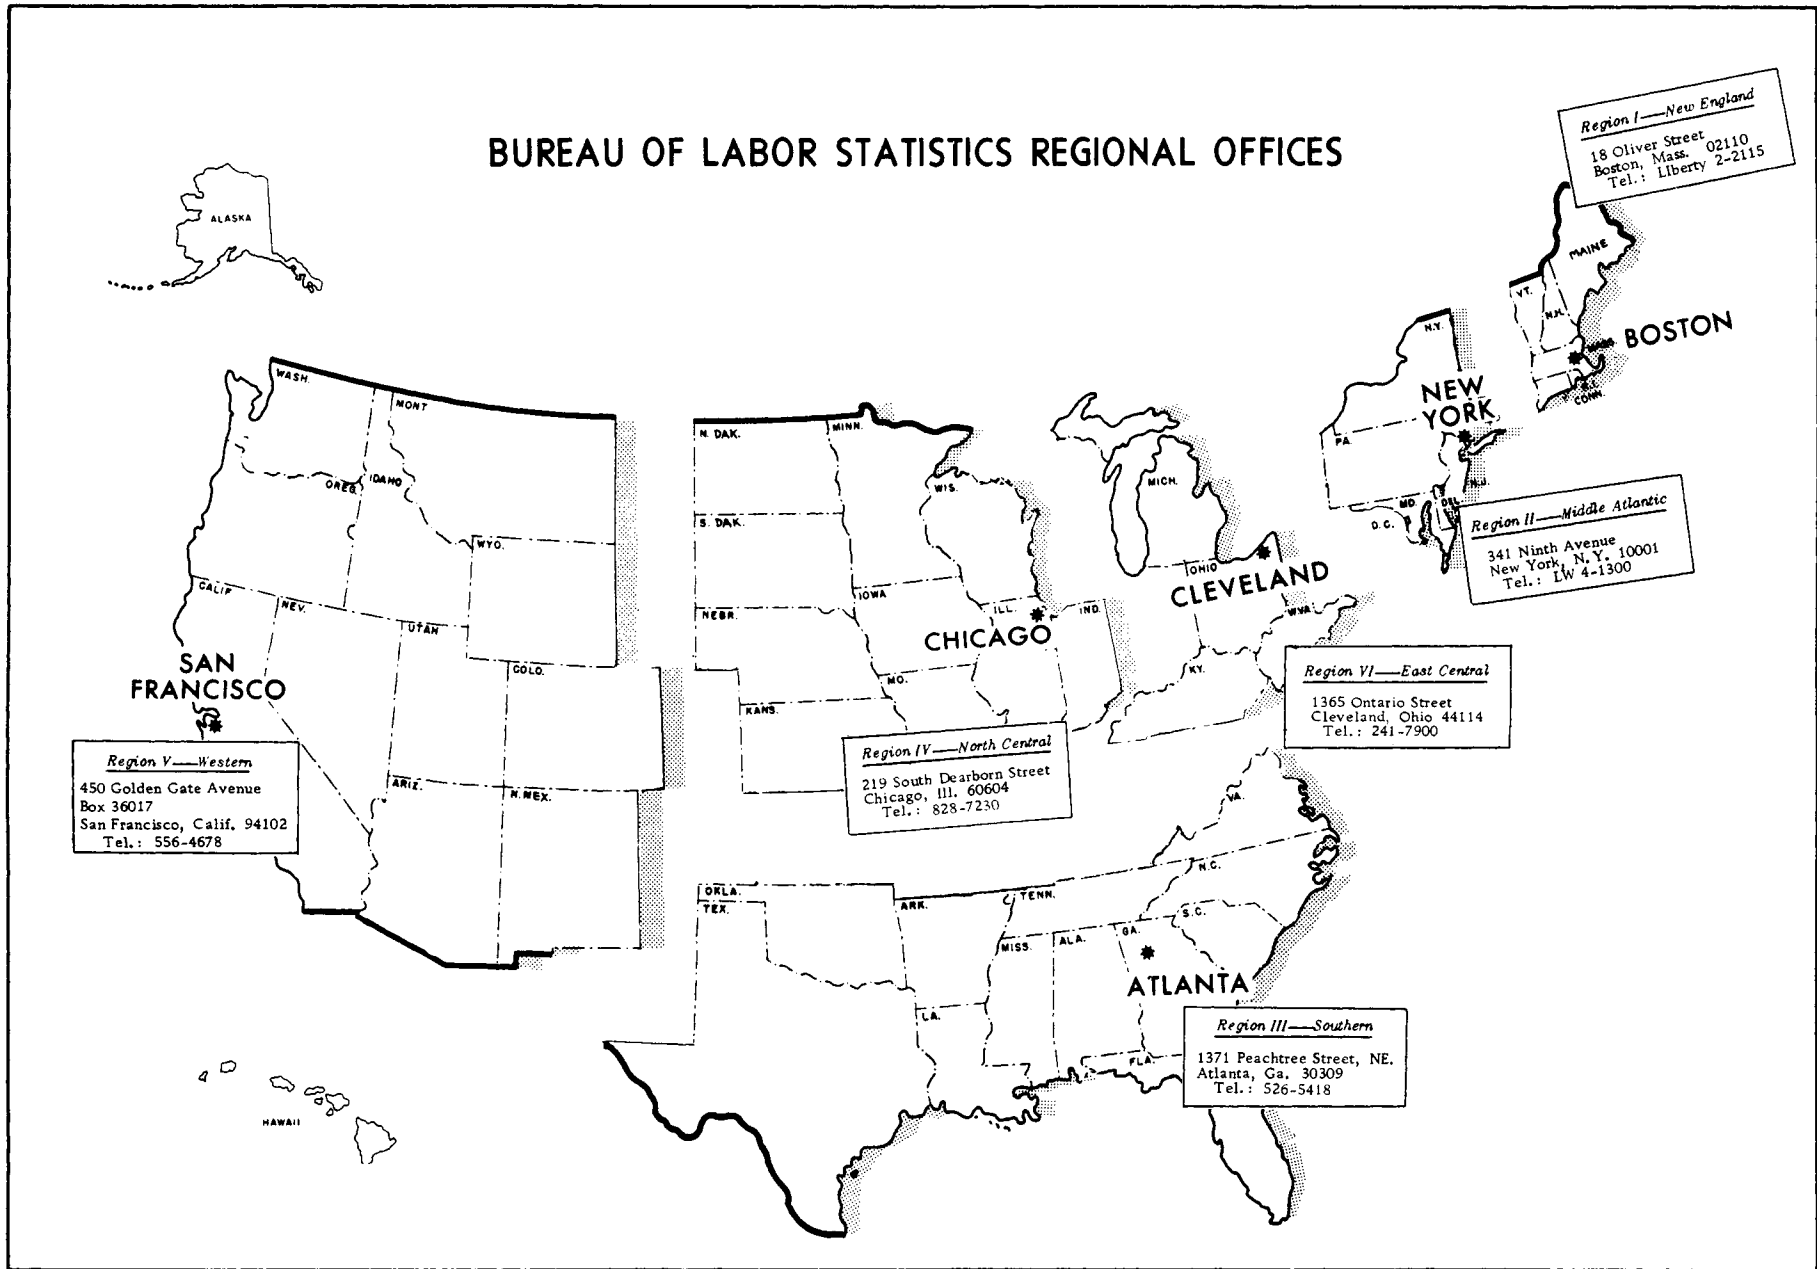 BUREAU OF LABOR STATISTICS REGIONAL OFFICES
Region I—New England
18 Oliver Street
Boston, Mass. 02110
Tel.: LIberty 2-2115
ALASKA
MAINE
VT.
N.H.
MASS.
BOSTON
R.I.
CONN.
N.Y.
NEW
YORK
PA.
N.J.
MD.
DEL.
D.C.
Region II—Middle Atlantic
341 Ninth Avenue
New York, N.Y. 10001
Tel.: LW 4-1300
WASH.
MONT
OREG.
IDAHO
WYO.
CALIF
NEV.
UTAH
COLO.
ARIZ.
N.MEX.
SAN
FRANCISCO
Region V—Western
450 Golden Gate Avenue
Box 36017
San Francisco, Calif. 94102
Tel.: 556-4678
N. DAK.
MINN.
S. DAK.
WIS.
NEBR.
IOWA
ILL.
IND.
CHICAGO
MO.
KANS.
Region IV—North Central
219 South Dearborn Street
Chicago, Ill. 60604
Tel.: 828-7230
MICH.
OHIO
CLEVELAND
W.VA.
KY.
Region VI—East Central
1365 Ontario Street
Cleveland, Ohio 44114
Tel.: 241-7900
VA.
N.C.
OKLA.
TEX.
ARK.
TENN.
S.C.
MISS.
ALA.
GA.
ATLANTA
LA.
FLA.
Region III—Southern
1371 Peachtree Street, NE.
Atlanta, Ga. 30309
Tel.: 526-5418
HAWAII